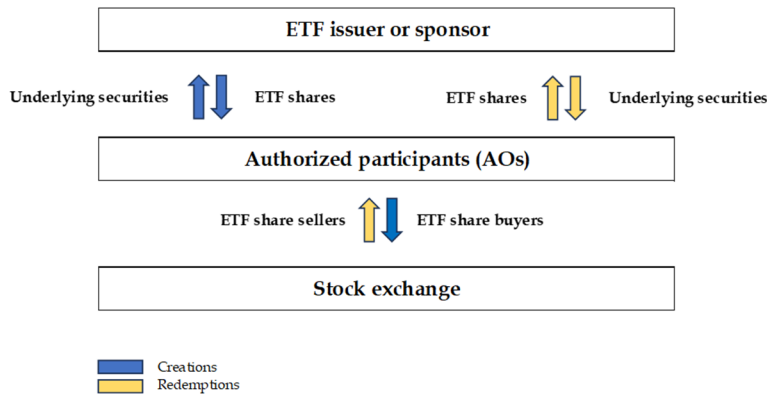 ETF issuer or sponsor
Underlying securities ETF shares ETF shares Underlying securities
Authorized participants (AOs)
ETF share sellers ETF share buyers
Stock exchange
Creations
Redemptions